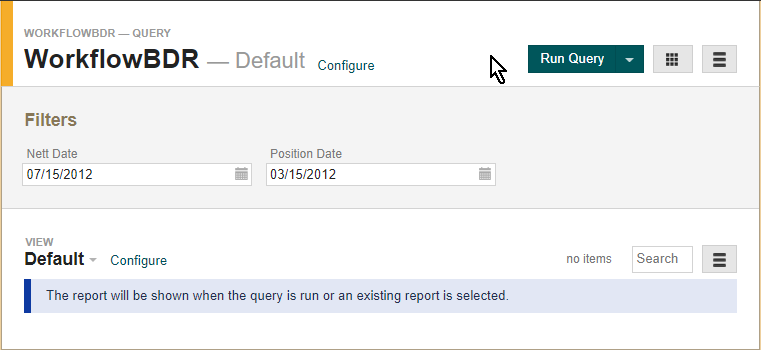 WORKFLOWBDR — QUERY
WorkflowBDR — Default Configure Run Query
Filters
Nett Date Position Date
07/15/2012 03/15/2012
VIEW
Default Configure no items Search
The report will be shown when the query is run or an existing report is selected.